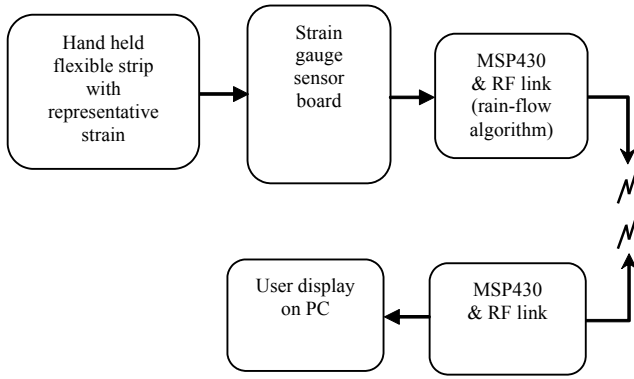 Hand held
flexible strip
with
representative
strain
Strain
gauge
sensor
board
MSP430
& RF link
(rain-flow
algorithm)
User display
on PC
MSP430
& RF link